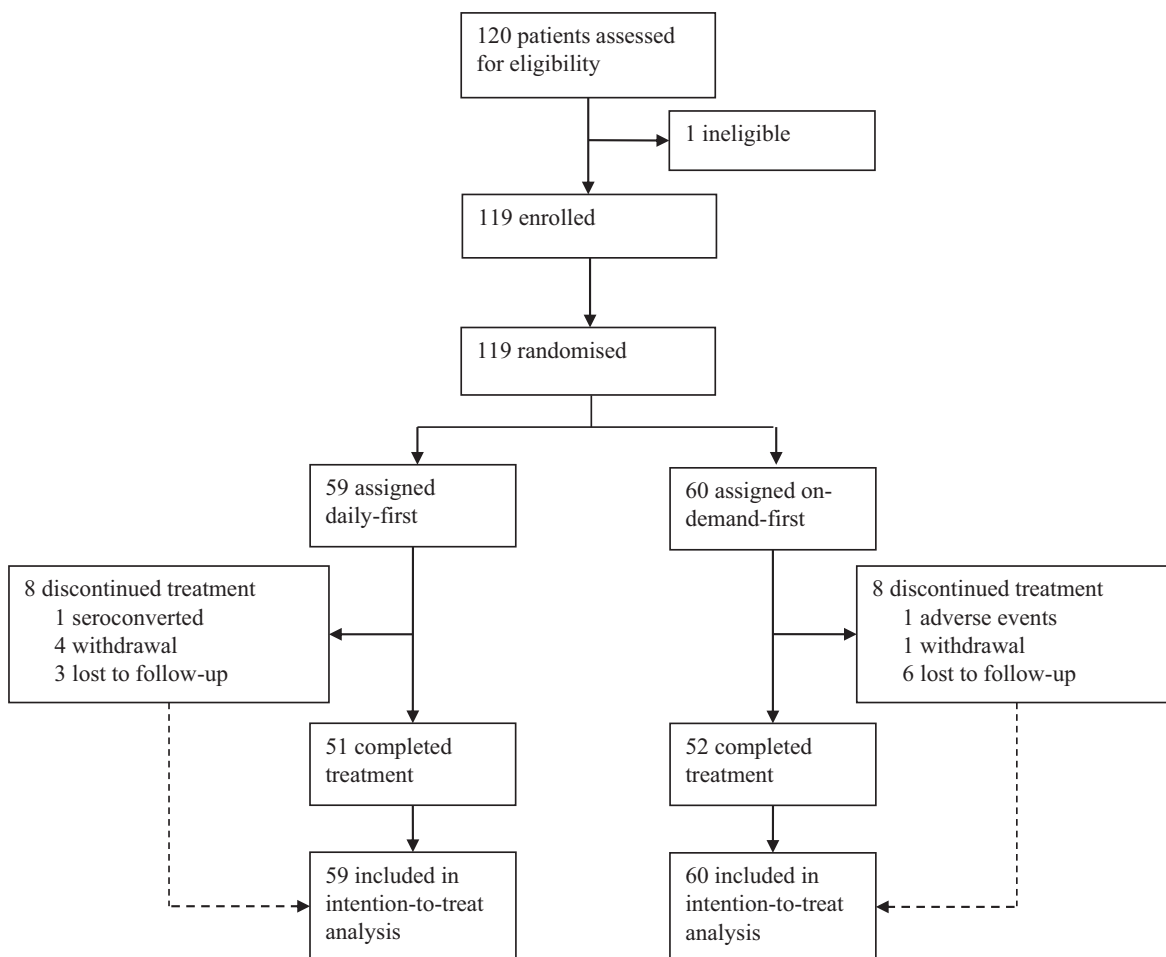 120 patients assessed
for eligibility
1 ineligible
119 enrolled
119 randomised
59 assigned
daily-first
60 assigned on-
demand-first
8 discontinued treatment
1 seroconverted
4 withdrawal
3 lost to follow-up
8 discontinued treatment
1 adverse events
1 withdrawal
6 lost to follow-up
51 completed
treatment
52 completed
treatment
59 included in
intention-to-treat
analysis
60 included in
intention-to-treat
analysis